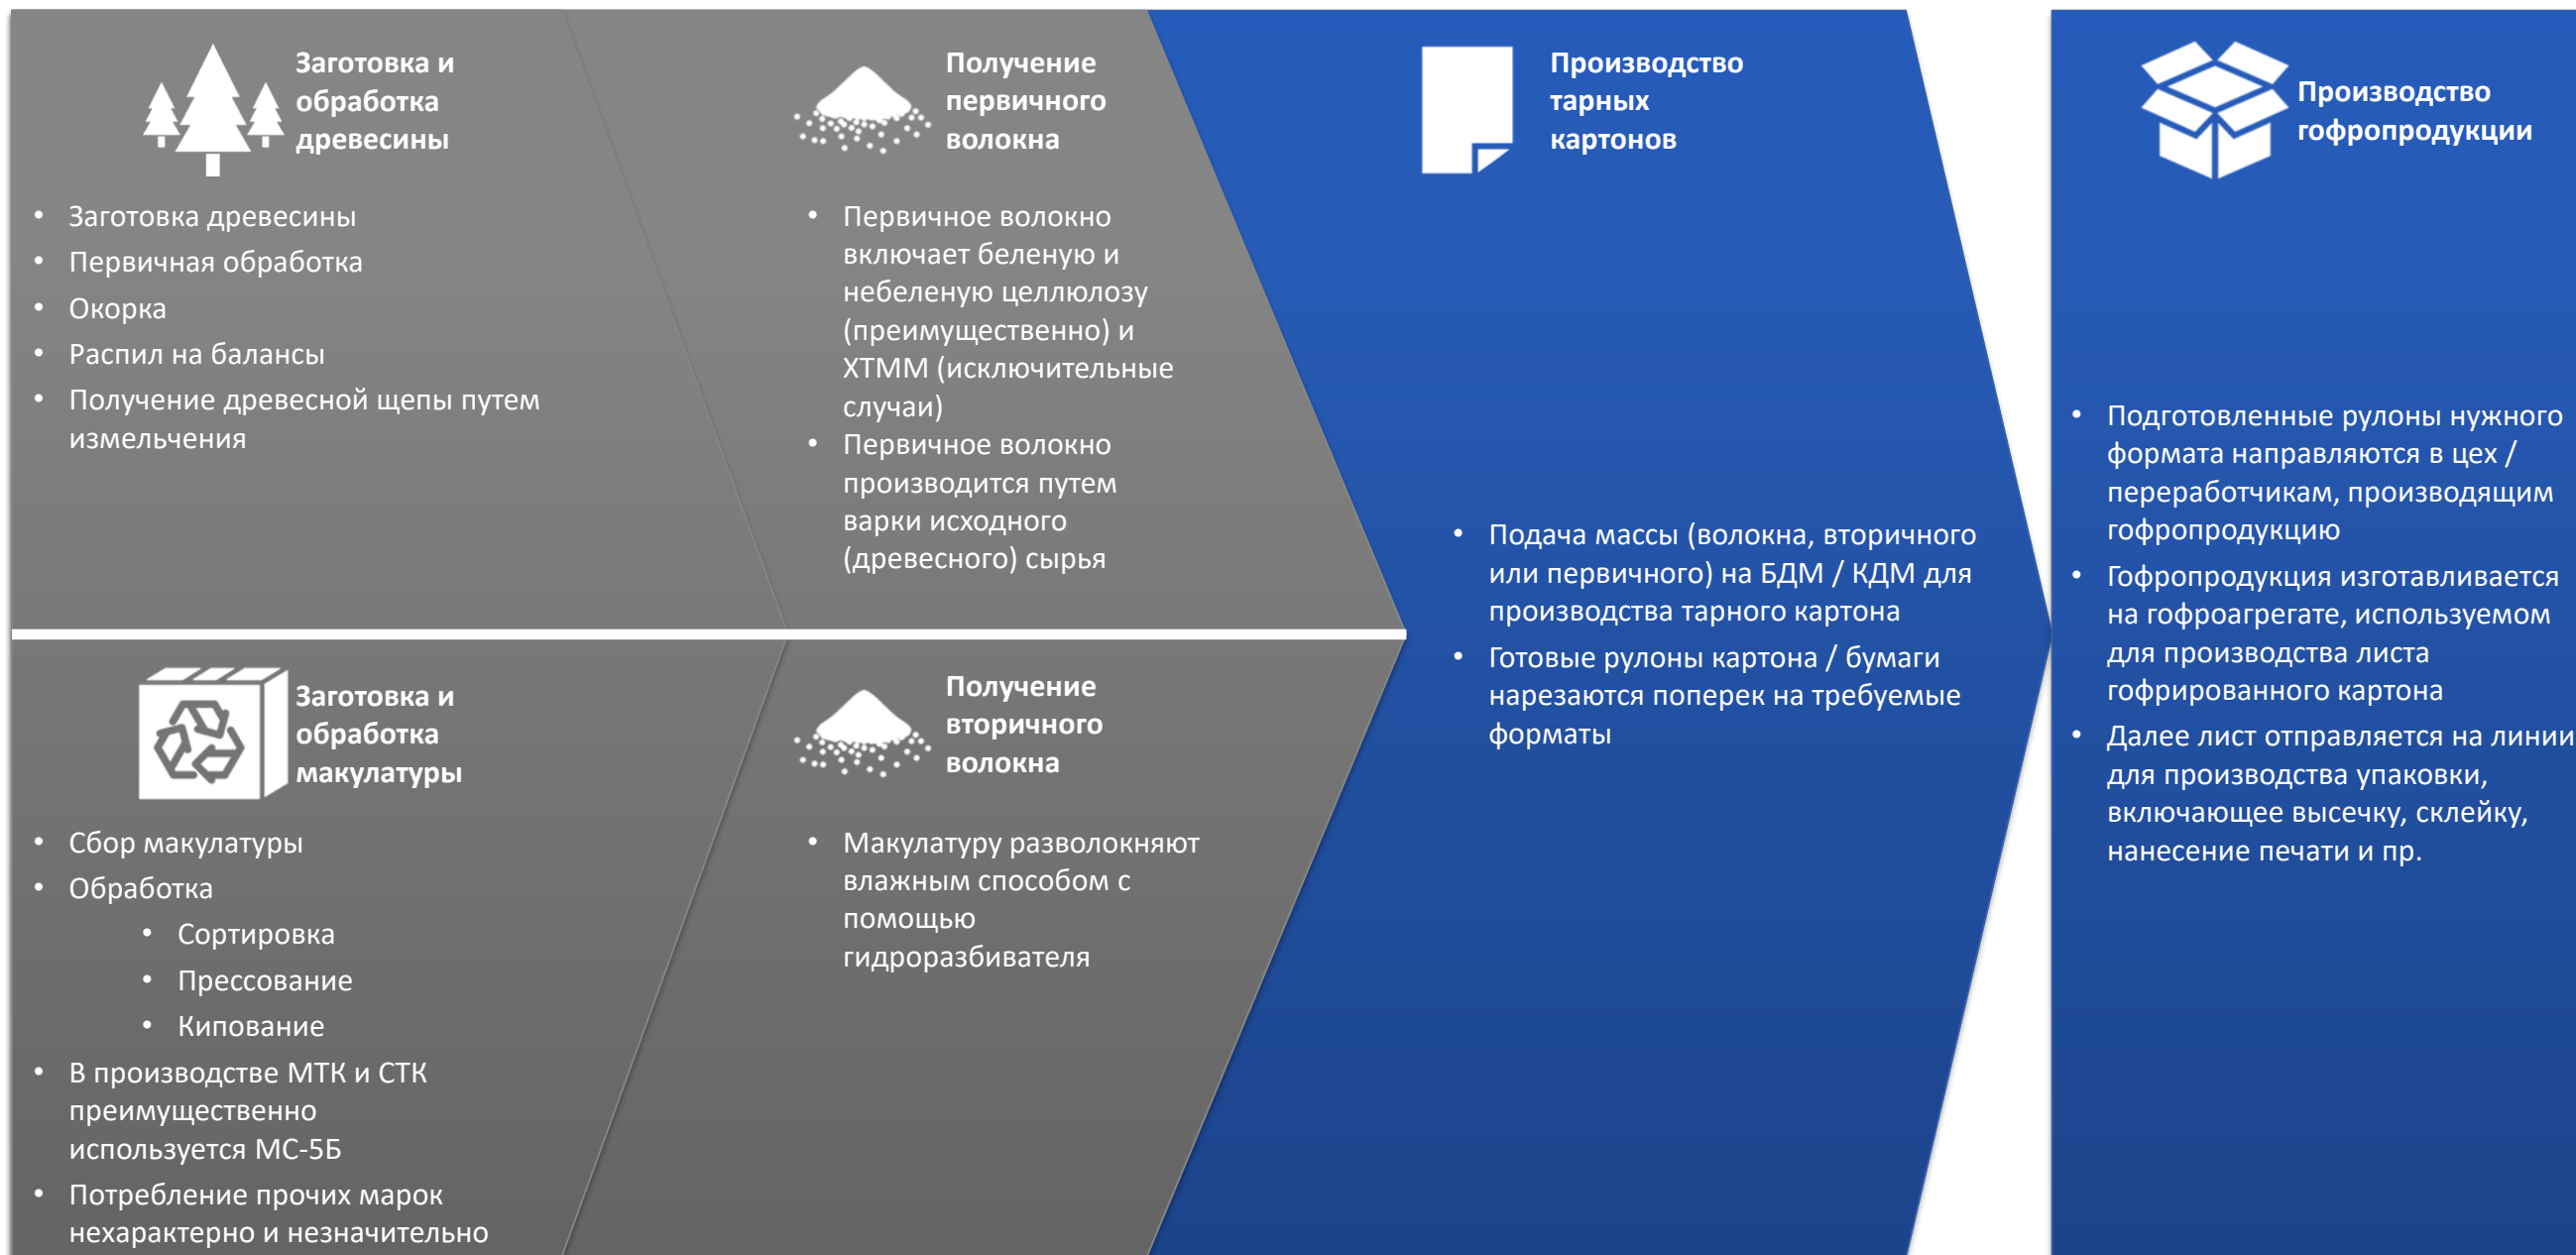 Заготовка и
обработка
древесины
Заготовка древесины
Первичная обработка
Окорка
Распил на балансы
Получение древесной щепы путем
измельчения
Получение
первичного
волокна
Первичное волокно
включает беленую и
небеленую целлюлозу
(преимущественно) и
ХТММ (исключительные
случаи)
Первичное волокно
производится путем
варки исходного
(древесного) сырья
Заготовка и
обработка
макулатуры
Сбор макулатуры
Обработка
Сортировка
Прессование
Кипование
В производстве МТК и СТК
преимущественно
используется МС-5Б
Потребление прочих марок
нехарактерно и незначительно
Получение
вторичного
волокна
Макулатуру разволокняют
влажным способом с
помощью
гидроразбивателя
Производство
тарных
картонов
Подача массы (волокна, вторичного
или первичного) на БДМ / КДМ для
производства тарного картона
Готовые рулоны картона / бумаги
нарезаются поперек на требуемые
форматы
Производство
гофропродукции
Подготовленные рулоны нужного
формата направляются в цех /
переработчикам, производящим
гофропродукцию
Гофропродукция изготавливается
на гофроагрегате, используемом
для производства листа
гофрированного картона
Далее лист отправляется на линии
для производства упаковки,
включающее высечку, склейку,
нанесение печати и пр.